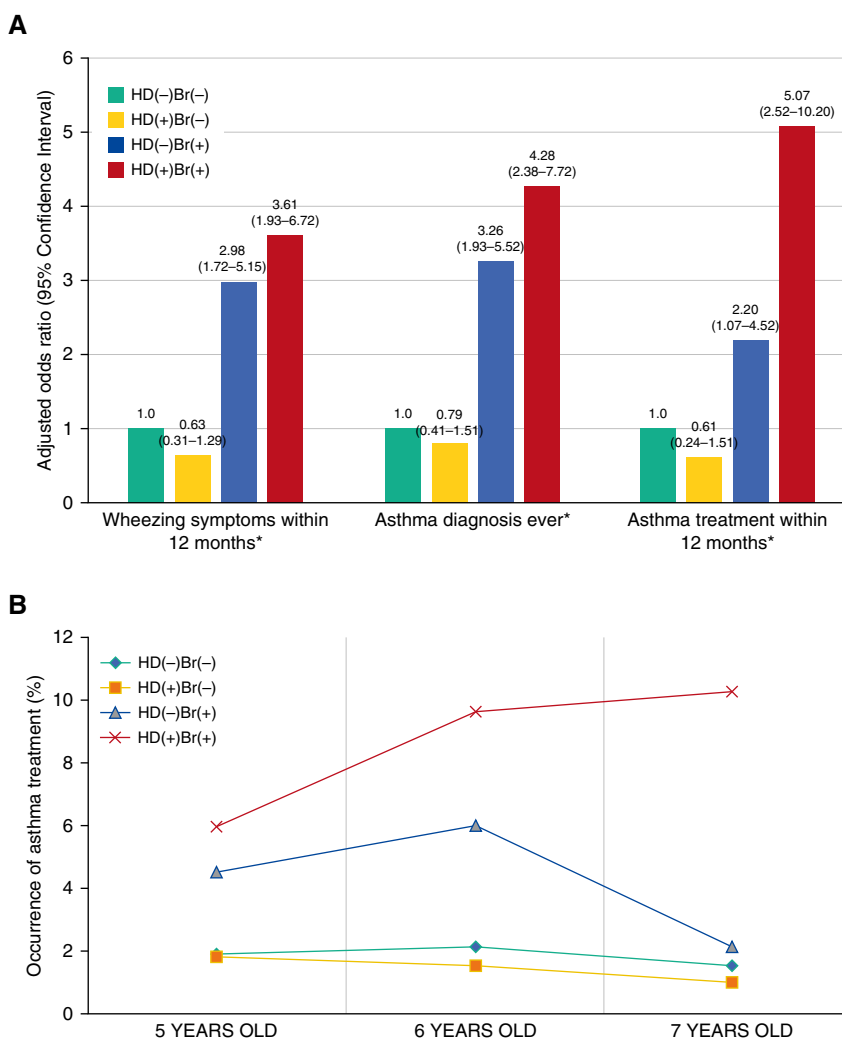 A
Adjusted odds ratio (95% Confidence Interval)
6
5
4
3
2
1
0
HD(–)Br(–)
HD(+)Br(–)
HD(–)Br(+)
HD(+)Br(+)
1.0
0.63
(0.31–1.29)
2.98
(1.72–5.15)
3.61
(1.93–6.72)
1.0
0.79
(0.41–1.51)
3.26
(1.93–5.52)
4.28
(2.38–7.72)
1.0
0.61
(0.24–1.51)
2.20
(1.07–4.52)
5.07
(2.52–10.20)
Wheezing symptoms within
12 months*
Asthma diagnosis ever*
Asthma treatment within
12 months*
B
Occurrence of asthma treatment (%)
12
10
8
6
4
2
0
HD(–)Br(–)
HD(+)Br(–)
HD(–)Br(+)
HD(+)Br(+)
5 YEARS OLD
6 YEARS OLD
7 YEARS OLD